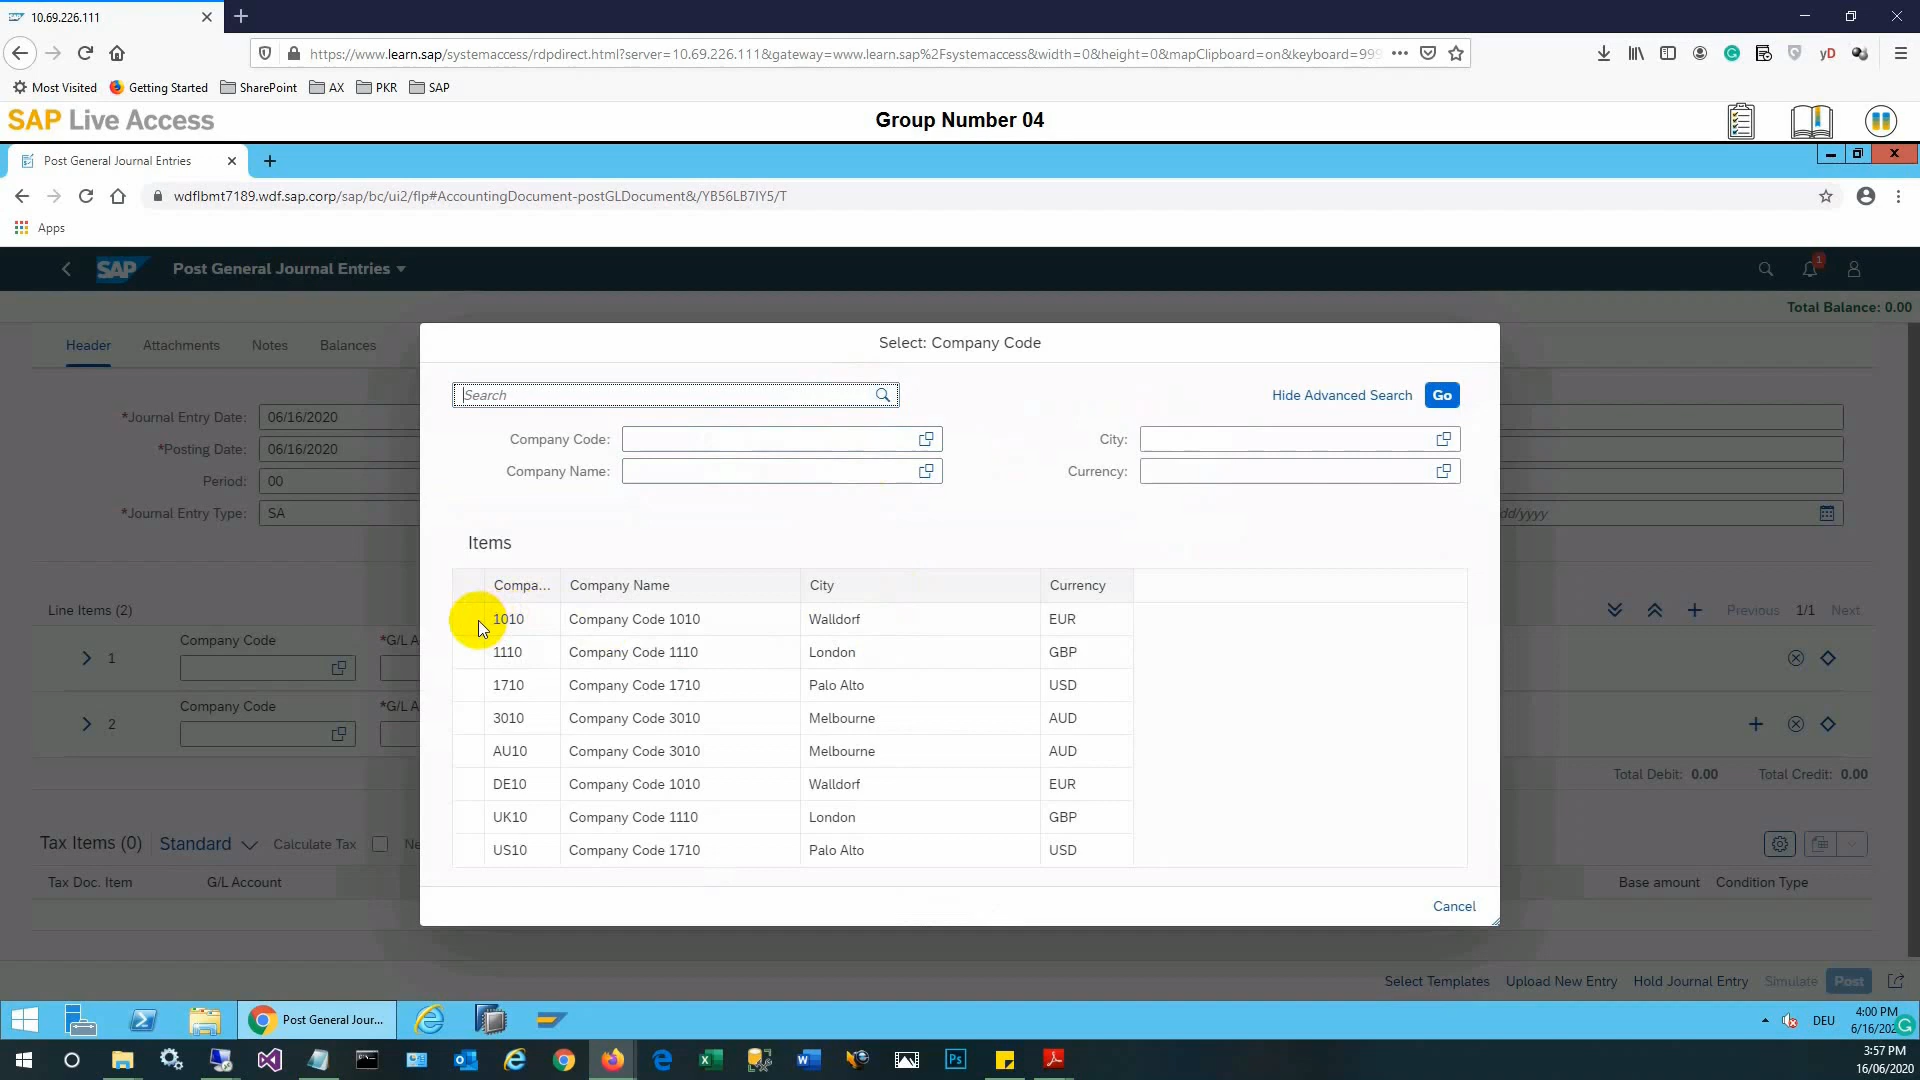 10.69.226.111
https://www.learn.sap/systemaccess/rdpdirect.html?server=10.69.226.111&gateway=www.learn.sap%2Fsystemaccess&width=0&height=0&mapClipboard=on&keyboard=999
yD
Most Visited Getting Started SharePoint AX PKR SAP
SAP Live Access
Group Number 04
Post General Journal Entries
wdflbmt7189.wdf.sap.corp/sap/bc/ui2/flp#AccountingDocument-postGLDocument&/YB56LB7IY5/T
Apps
SAP Post General Journal Entries 1
Total Balance: 0.00
Header Attachments Notes Balances
*Journal Entry Date: 06/16/2020
*Posting Date: 06/16/2020
Period: 00
*Journal Entry Type: SA
dd/yyyy
Select: Company Code
Search
Hide Advanced Search Go
Company Code: City:
Company Name: Currency:
Items
Compa... Company Name City Currency
1010 Company Code 1010 Walldorf EUR
1110 Company Code 1110 London GBP
1710 Company Code 1710 Palo Alto USD
3010 Company Code 3010 Melbourne AUD
AU10 Company Code 3010 Melbourne AUD
DE10 Company Code 1010 Walldorf EUR
UK10 Company Code 1110 London GBP
US10 Company Code 1710 Palo Alto USD
Cancel
Line Items (2)
Previous 1/1 Next
Company Code *G/L A
1
Company Code *G/L A
2
Total Debit: 0.00 Total Credit: 0.00
Tax Items (0) Standard Calculate Tax Ne
Tax Doc. Item G/L Account Base amount Condition Type
Select Templates Upload New Entry Hold Journal Entry Simulate Post
Post General Jour...
DEU
4:00 PM
3:57 PM
16/06/2020